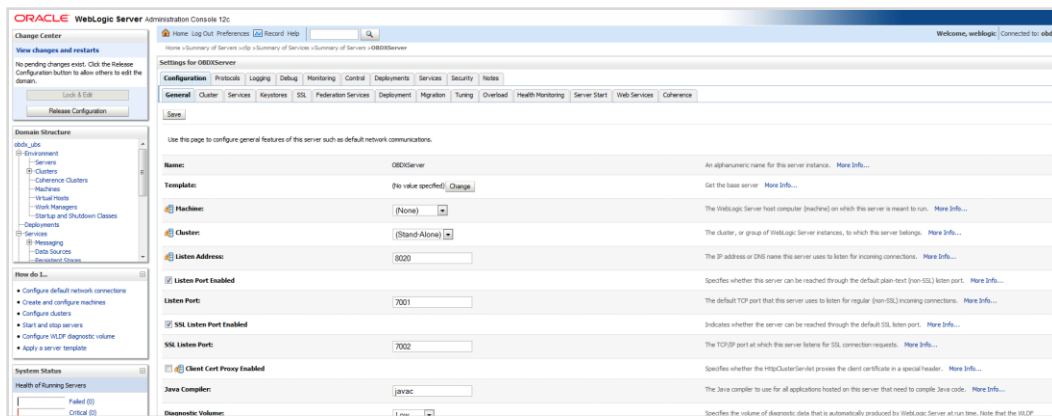 ORACLE WebLogic Server Administration Console 12c
Change Center
View changes and restarts
No pending changes exist. Click the Release
Configuration button to allow others to edit the
domain.
Lock & Edit
Release Configuration
Domain Structure
obdx_ubs
Environment
Servers
Clusters
Coherence Clusters
Machines
Virtual Hosts
Work Managers
Startup and Shutdown Classes
Deployments
Services
Messaging
Data Sources
Persistent Stores
How do I...
Configure default network connections
Create and configure machines
Configure clusters
Start and stop servers
Configure WLDF diagnostic volume
Apply a server template
System Status
Health of Running Servers
Failed (0)
Critical (0)
Home Log Out Preferences Record Help
Welcome, weblogic Connected to: obd
Home >Summary of Servers >clip >Summary of Services >Summary of Servers >OBDXServer
Settings for OBDXServer
Configuration Protocols Logging Debug Monitoring Control Deployments Services Security Notes
General Cluster Services Keystores SSL Federation Services Deployment Migration Tuning Overload Health Monitoring Server Start Web Services Coherence
Save
Use this page to configure general features of this server such as default network communications.
Name: OBDXServer An alphanumeric name for this server instance. More Info...
Template: (No value specified) Change Get the base server More Info...
Machine: (None) The WebLogic Server host computer (machine) on which this server is meant to run. More Info...
Cluster: (Stand-Alone) The cluster, or group of WebLogic Server instances, to which this server belongs. More Info...
Listen Address: 8020 The IP address or DNS name this server uses to listen for incoming connections. More Info...
Listen Port Enabled Specifies whether this server can be reached through the default plain-text (non-SSL) listen port. More Info...
Listen Port: 7001 The default TCP port that this server uses to listen for regular (non-SSL) incoming connections. More Info...
SSL Listen Port Enabled Indicates whether the server can be reached through the default SSL listen port. More Info...
SSL Listen Port: 7002 The TCP/IP port at which this server listens for SSL connection requests. More Info...
Client Cert Proxy Enabled Specifies whether the HttpClusterServlet proxies the client certificate in a special header. More Info...
Java Compiler: javac The Java compiler to use for all applications hosted on this server that need to compile Java code. More Info...
Diagnostic Volume: Low Specifies the volume of diagnostic data that is automatically produced by WebLogic Server at run time. Note that the WLDF